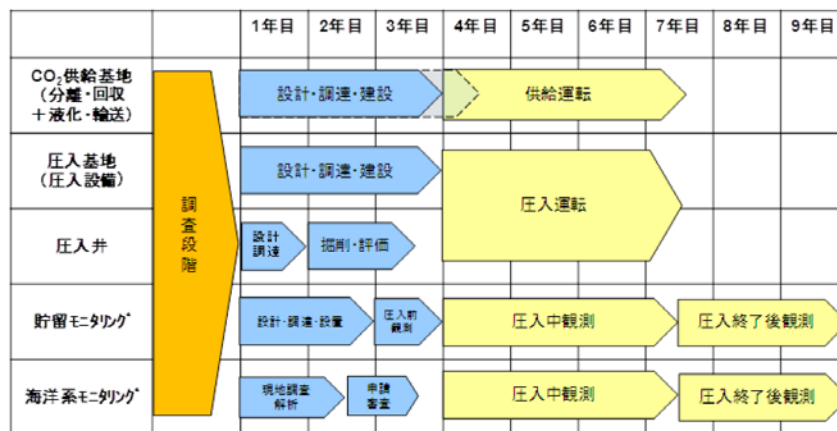 1年目 2年目 3年目 4年目 5年目 6年目 7年目 8年目 9年目
CO₂供給基地
(分離・回収
＋液化・輸送)
設計・調達・建設
供給運転
圧入基地
(圧入設備)
設計・調達・建設
圧入運転
調査段階
圧入井
設計
調達
掘削・評価
貯留モニタリング
設計・調達・設置
圧入前
観測
圧入中観測
圧入終了後観測
海洋系モニタリング
現地調査
解析
申請
審査
圧入中観測
圧入終了後観測